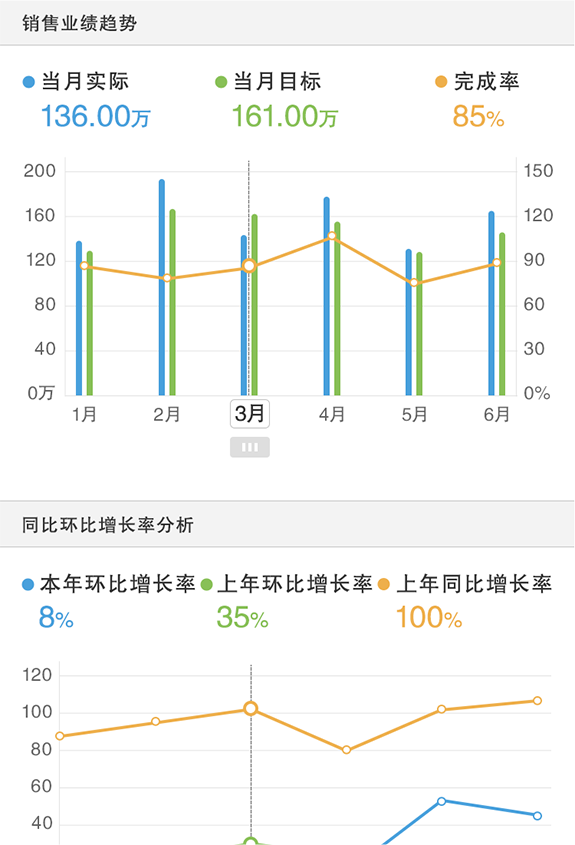 销售业绩趋势
当月实际 当月目标 完成率
136.00万 161.00万 85%
200 150
160 120
120 90
80 60
40 30
0万 0%
1月 2月 3月 4月 5月 6月
同比环比增长率分析
本年环比增长率 上年环比增长率 上年同比增长率
8% 35% 100%
120
100
80
60
40